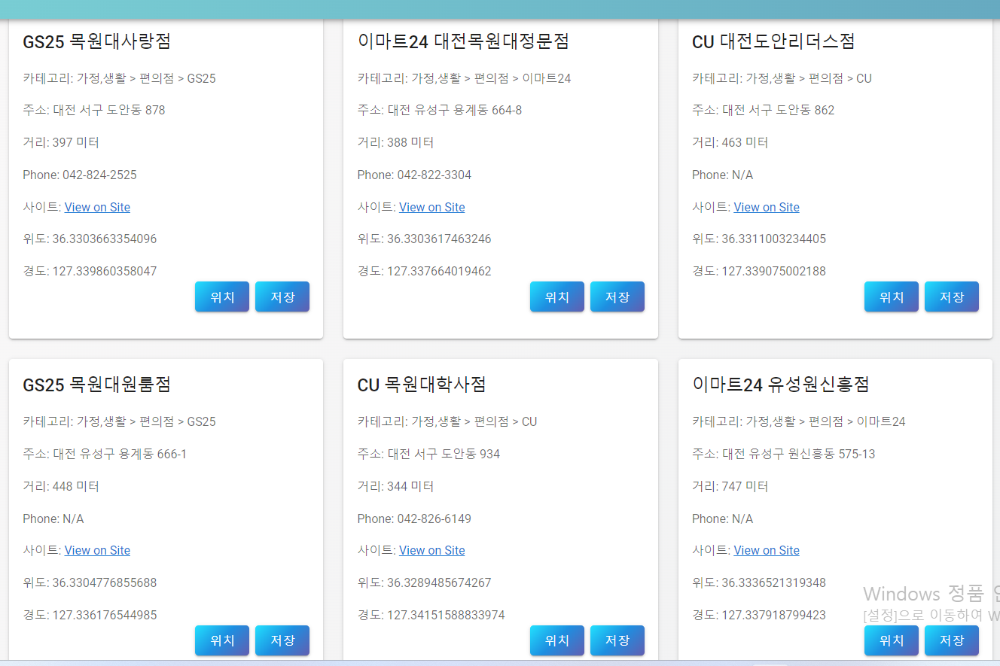 GS25 목원대사랑점
카테고리: 가정,생활 > 편의점 > GS25
주소: 대전 서구 도안동 878
거리: 397 미터
Phone: 042-824-2525
사이트: View on Site
위도: 36.3303663354096
경도: 127.339860358047
위치 저장
이마트24 대전목원대정문점
카테고리: 가정,생활 > 편의점 > 이마트24
주소: 대전 유성구 용계동 664-8
거리: 388 미터
Phone: 042-822-3304
사이트: View on Site
위도: 36.3303617463246
경도: 127.337664019462
위치 저장
CU 대전도안리더스점
카테고리: 가정,생활 > 편의점 > CU
주소: 대전 서구 도안동 862
거리: 463 미터
Phone: N/A
사이트: View on Site
위도: 36.3311003234405
경도: 127.339075002188
위치 저장
GS25 목원대원룸점
카테고리: 가정,생활 > 편의점 > GS25
주소: 대전 유성구 용계동 666-1
거리: 448 미터
Phone: N/A
사이트: View on Site
위도: 36.3304776855688
경도: 127.336176544985
위치 저장
CU 목원대학사점
카테고리: 가정,생활 > 편의점 > CU
주소: 대전 서구 도안동 934
거리: 344 미터
Phone: 042-826-6149
사이트: View on Site
위도: 36.3289485674267
경도: 127.34151588833974
위치 저장
이마트24 유성원신흥점
카테고리: 가정,생활 > 편의점 > 이마트24
주소: 대전 유성구 원신흥동 575-13
거리: 747 미터
Phone: N/A
사이트: View on Site
위도: 36.3336521319348
경도: 127.337918799423
위치 저장
Windows 정품
[설정]으로 이동하여